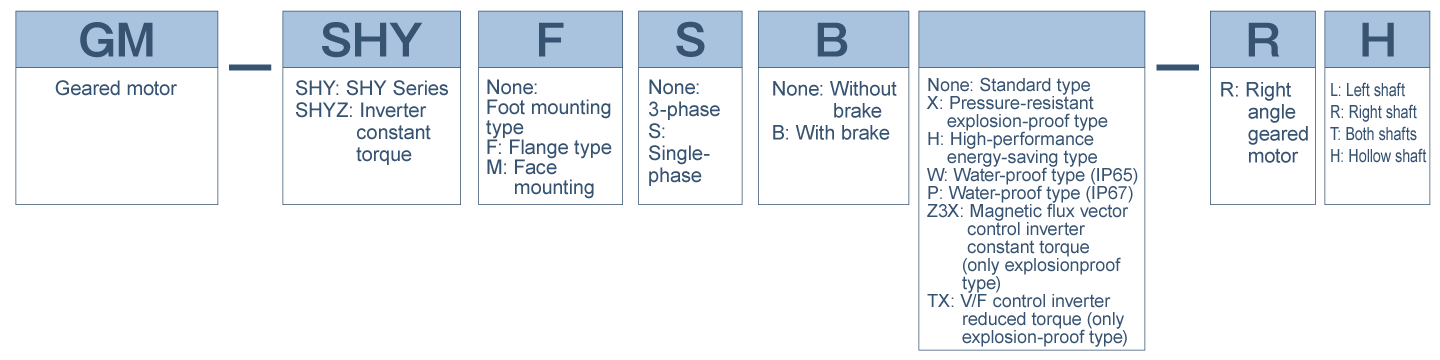 GM
Geared motor
—
SHY
SHY: SHY Series
SHYZ: Inverter
constant
torque
F
None:
Foot mounting
type
F: Flange type
M: Face
mounting
S
None:
3-phase
S:
Single-
phase
B
None: Without
brake
B: With brake
None: Standard type
X: Pressure-resistant
explosion-proof type
H: High-performance
energy-saving type
W: Water-proof type (IP65)
P: Water-proof type (IP67)
Z3X: Magnetic flux vector
control inverter
constant torque
(only explosionproof
type)
TX: V/F control inverter
reduced torque (only
explosion-proof type)
—
R
R: Right
angle
geared
motor
H
L: Left shaft
R: Right shaft
T: Both shafts
H: Hollow shaft